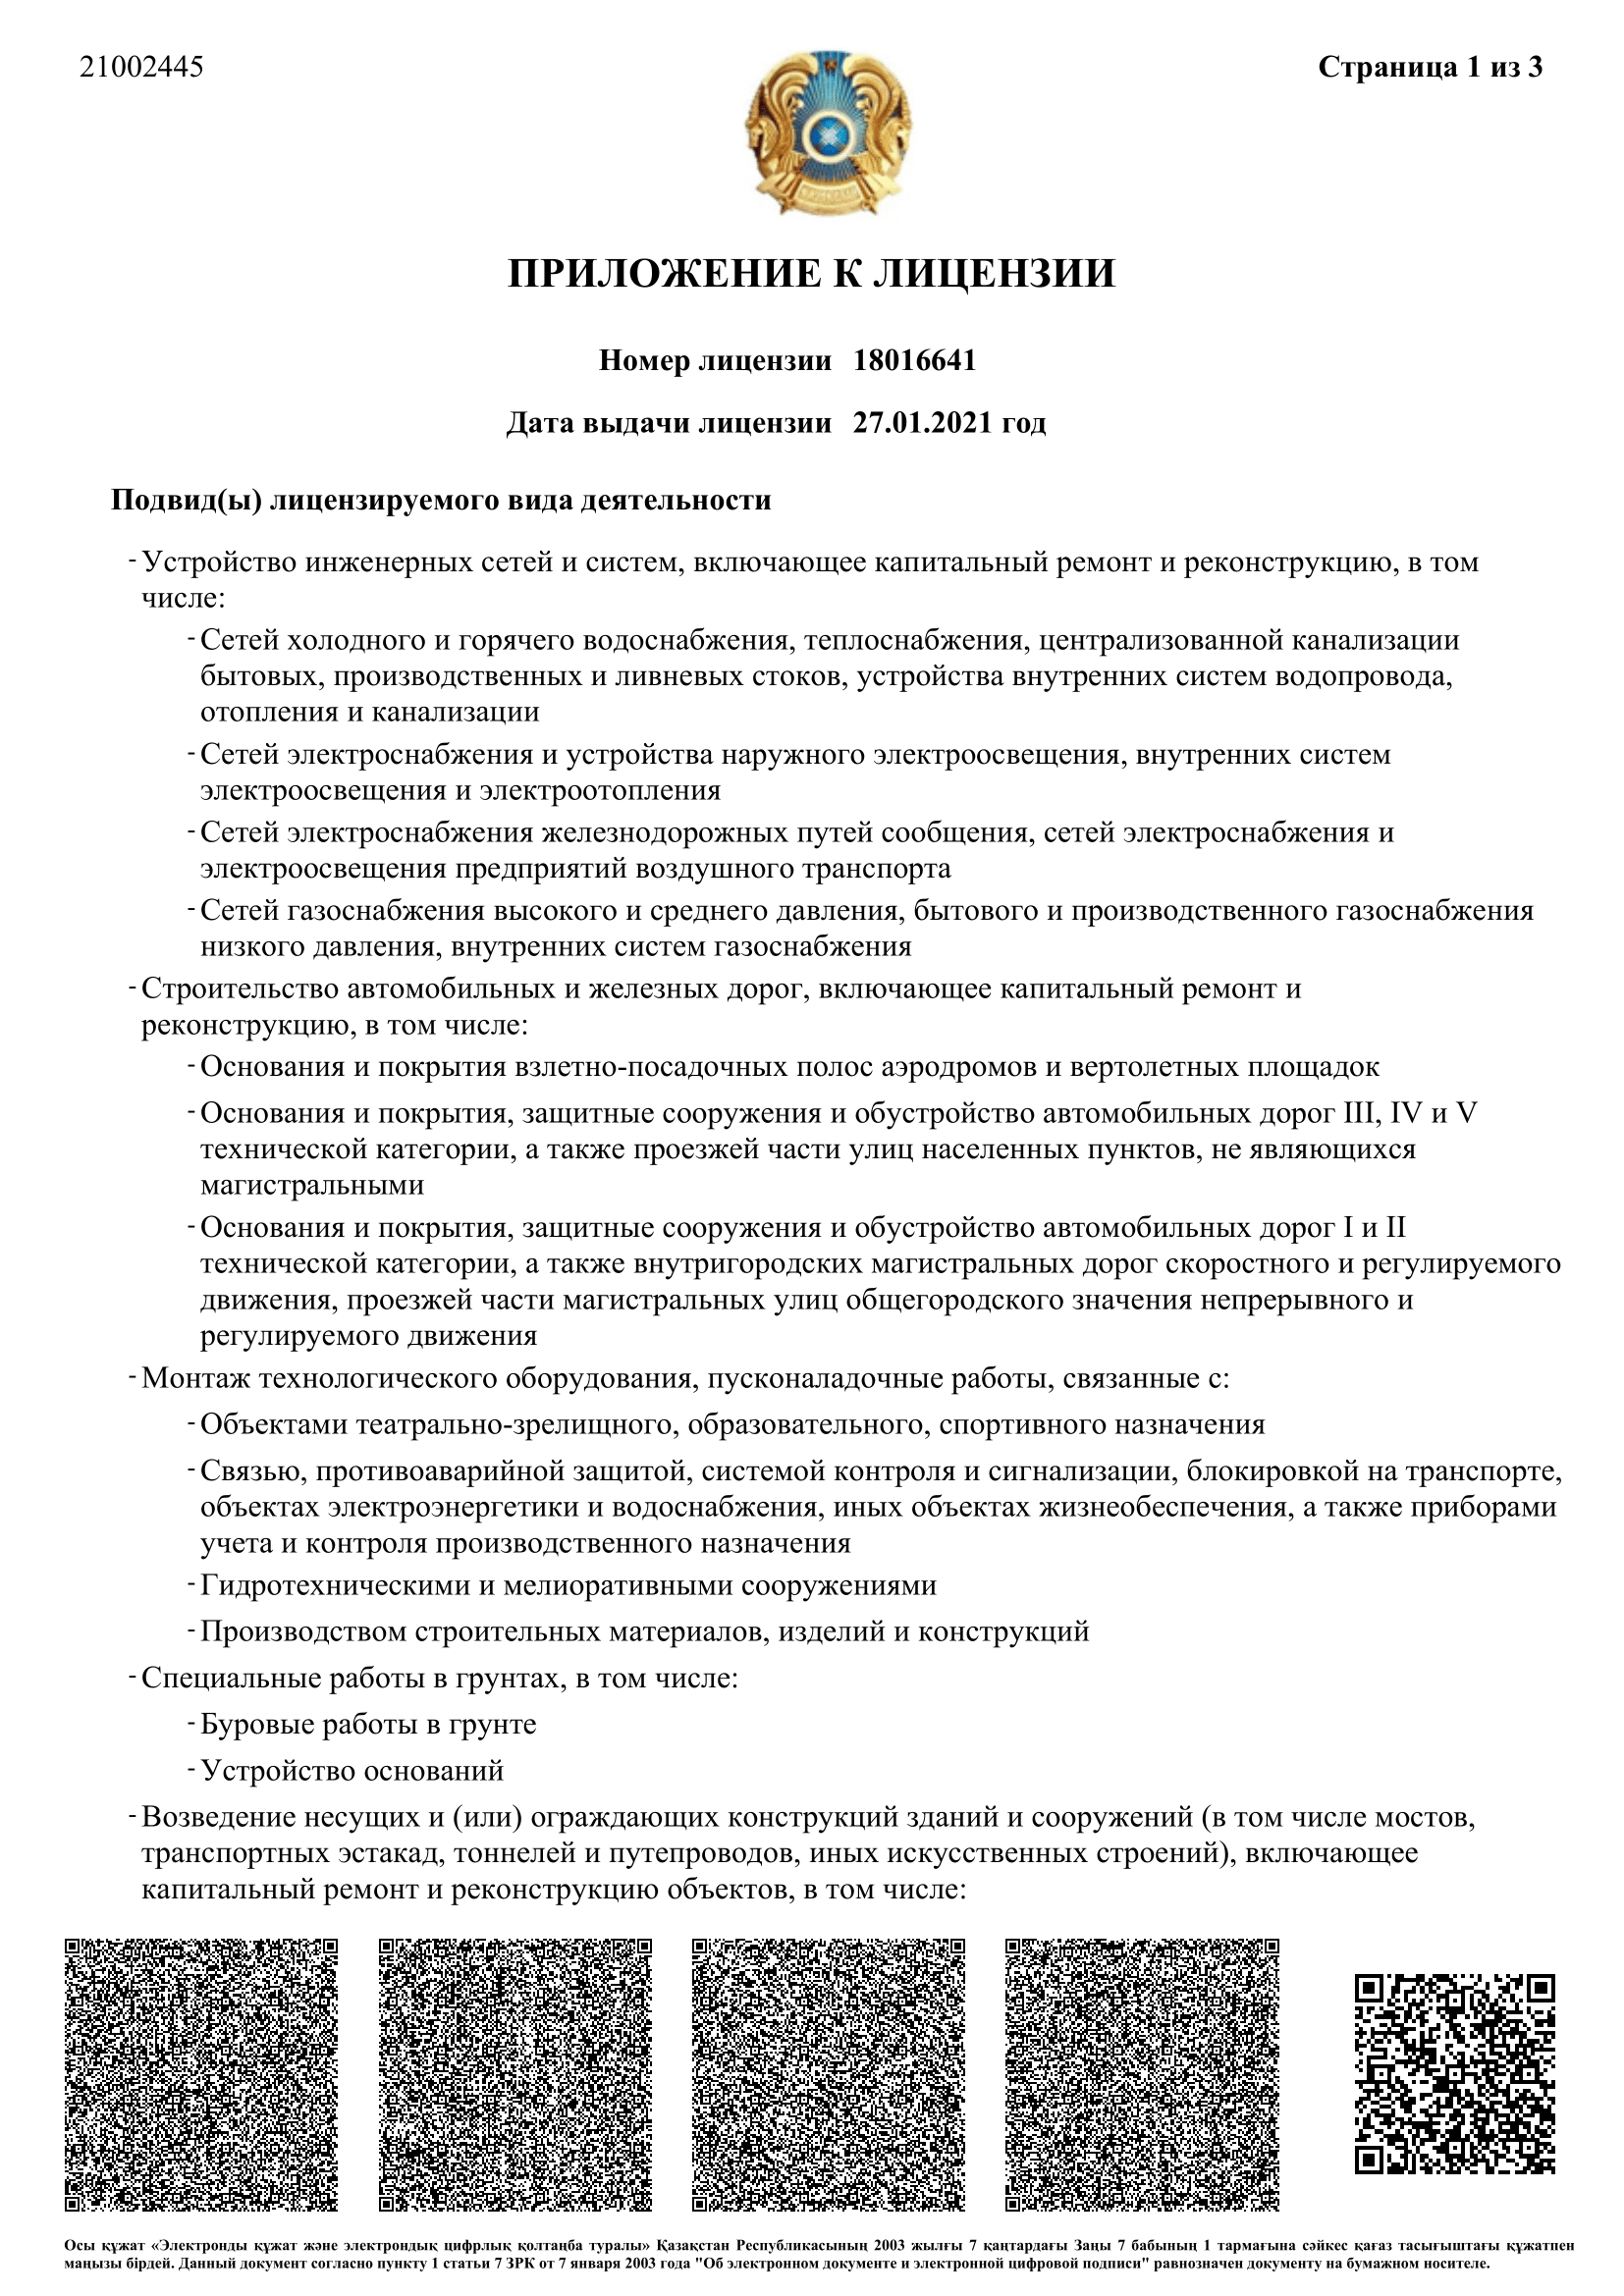 21002445
Страница 1 из 3
ПРИЛОЖЕНИЕ К ЛИЦЕНЗИИ
Номер лицензии 18016641
Дата выдачи лицензии 27.01.2021 год
Подвид(ы) лицензируемого вида деятельности
- Устройство инженерных сетей и систем, включающее капитальный ремонт и реконструкцию, в том
числе:
- Сетей холодного и горячего водоснабжения, теплоснабжения, централизованной канализации
бытовых, производственных и ливневых стоков, устройства внутренних систем водопровода,
отопления и канализации
- Сетей электроснабжения и устройства наружного электроосвещения, внутренних систем
электроосвещения и электроотопления
- Сетей электроснабжения железнодорожных путей сообщения, сетей электроснабжения и
электроосвещения предприятий воздушного транспорта
- Сетей газоснабжения высокого и среднего давления, бытового и производственного газоснабжения
низкого давления, внутренних систем газоснабжения
- Строительство автомобильных и железных дорог, включающее капитальный ремонт и
реконструкцию, в том числе:
- Основания и покрытия взлетно-посадочных полос аэродромов и вертолетных площадок
- Основания и покрытия, защитные сооружения и обустройство автомобильных дорог III, IV и V
технической категории, а также проезжей части улиц населенных пунктов, не являющихся
магистральными
- Основания и покрытия, защитные сооружения и обустройство автомобильных дорог I и II
технической категории, а также внутригородских магистральных дорог скоростного и регулируемого
движения, проезжей части магистральных улиц общегородского значения непрерывного и
регулируемого движения
- Монтаж технологического оборудования, пусконаладочные работы, связанные с:
- Объектами театрально-зрелищного, образовательного, спортивного назначения
- Связью, противоаварийной защитой, системой контроля и сигнализации, блокировкой на транспорте,
объектах электроэнергетики и водоснабжения, иных объектах жизнеобеспечения, а также приборами
учета и контроля производственного назначения
- Гидротехническими и мелиоративными сооружениями
- Производством строительных материалов, изделий и конструкций
- Специальные работы в грунтах, в том числе:
- Буровые работы в грунте
- Устройство оснований
- Возведение несущих и (или) ограждающих конструкций зданий и сооружений (в том числе мостов,
транспортных эстакад, тоннелей и путепроводов, иных искусственных строений), включающее
капитальный ремонт и реконструкцию объектов, в том числе:
Осы құжат «Электронды құжат және электрондық цифрлық қолтаңба туралы» Қазақстан Республикасының 2003 жылғы 7 қаңтардағы Заңы 7 бабының 1 тармағына сәйкес қағаз тасығыштағы құжатпен
маңызы бірдей. Данный документ согласно пункту 1 статьи 7 ЗРК от 7 января 2003 года "Об электронном документе и электронной цифровой подписи" равнозначен документу на бумажном носителе.